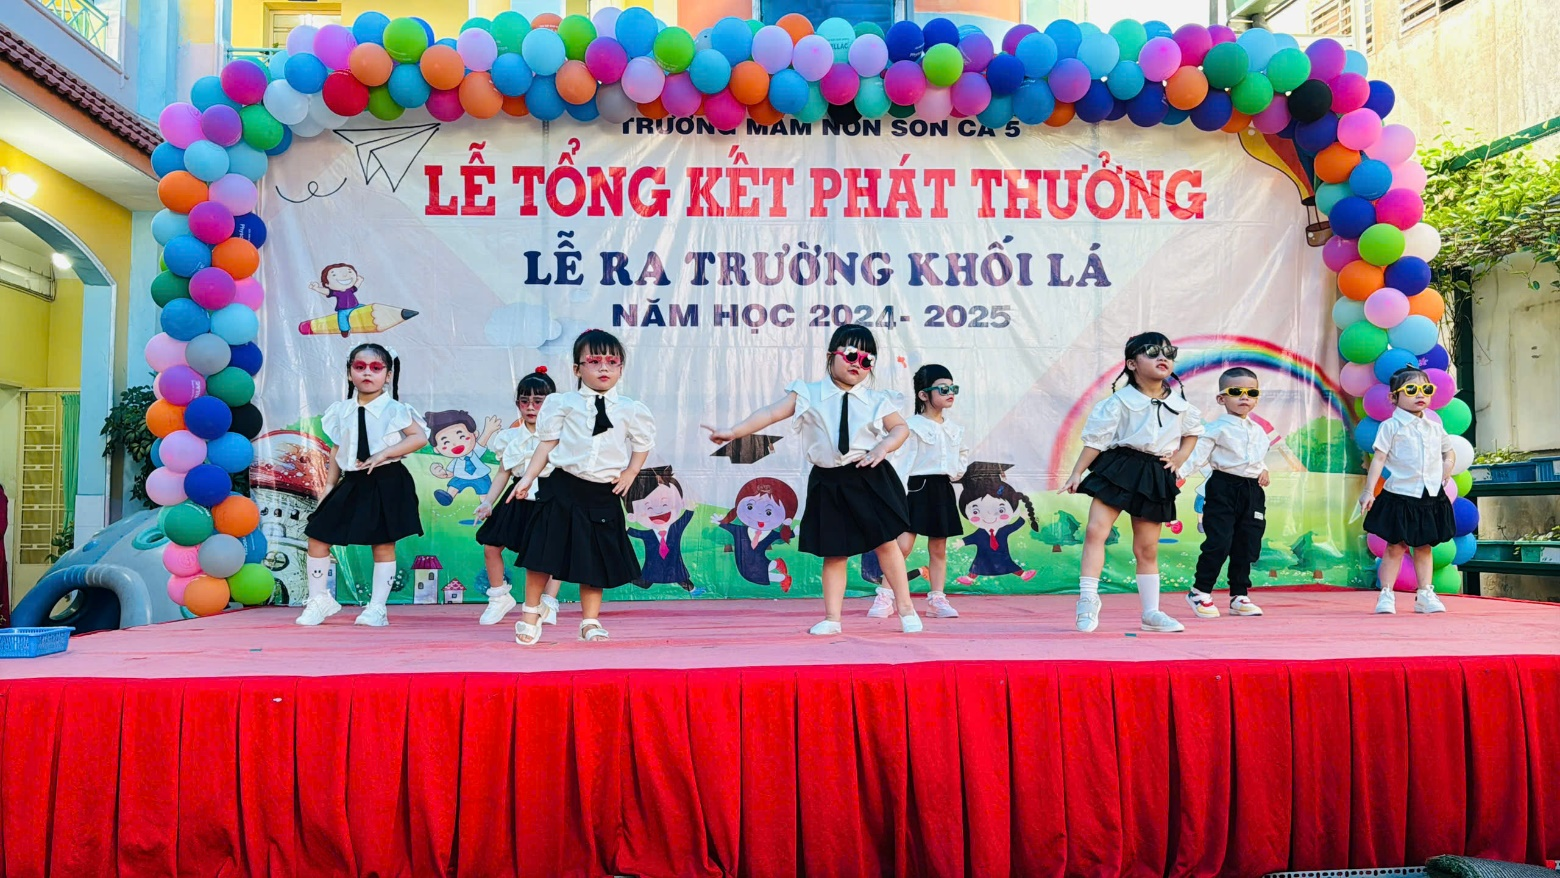 TRƯỜNG MẦM NON SƠN CA 5
LỄ TỔNG KẾT PHÁT THƯỞNG
LỄ RA TRƯỜNG KHỐI LÁ
NĂM HỌC 2024- 2025